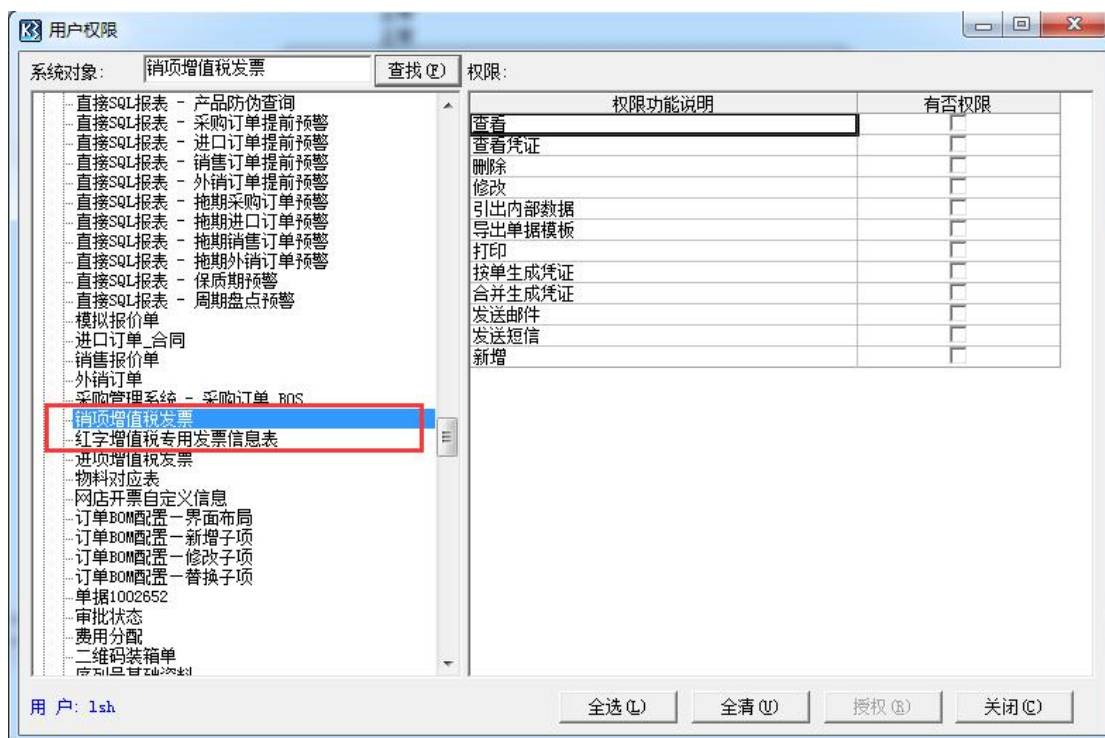 K3 用户权限
系统对象: 销项增值税发票 查找(F) 权限:
直接SQL报表 - 产品防伪查询
直接SQL报表 - 采购订单提前预警
直接SQL报表 - 进口订单提前预警
直接SQL报表 - 销售订单提前预警
直接SQL报表 - 外销订单提前预警
直接SQL报表 - 拖期采购订单预警
直接SQL报表 - 拖期进口订单预警
直接SQL报表 - 拖期销售订单预警
直接SQL报表 - 拖期外销订单预警
直接SQL报表 - 保质期预警
直接SQL报表 - 周期盘点预警
模拟报价单
进口订单_合同
销售报价单
外销订单
采购管理系统 - 采购订单_BOS
销项增值税发票
红字增值税专用发票信息表
进项增值税发票
物料对应表
网店开票自定义信息
订单BOM配置—界面布局
订单BOM配置—新增子项
订单BOM配置—修改子项
订单BOM配置—替换子项
单据1002652
审批状态
费用分配
二维码装箱单
序列号基础资料
权限功能说明 有否权限
查看
查看凭证
删除
修改
引出内部数据
导出单据模板
打印
按单生成凭证
合并生成凭证
发送邮件
发送短信
新增
用 户: lsh 全选(L) 全清(U) 授权(R) 关闭(C)